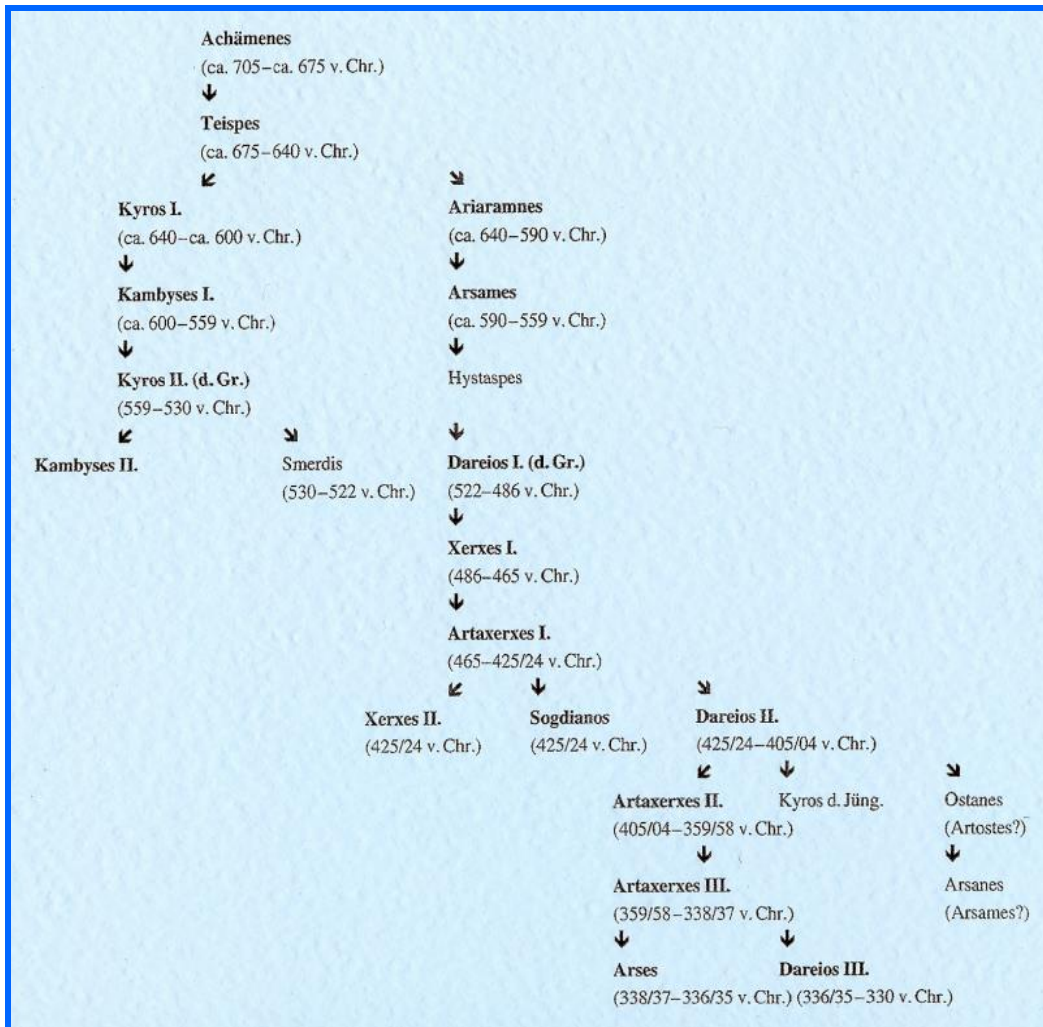 Achämenes
(ca. 705–ca. 675 v. Chr.)
Teispes
(ca. 675–640 v. Chr.)
Kyros I. Ariaramnes
(ca. 640–ca. 600 v. Chr.) (ca. 640–590 v. Chr.)
Kambyses I. Arsames
(ca. 600–559 v. Chr.) (ca. 590–559 v. Chr.)
Kyros II. (d. Gr.) Hystaspes
(559–530 v. Chr.)
Kambyses II. Smerdis Dareios I. (d. Gr.)
(530–522 v. Chr.) (522–486 v. Chr.)
Xerxes I.
(486–465 v. Chr.)
Artaxerxes I.
(465–425/24 v. Chr.)
Xerxes II. Sogdianos Dareios II.
(425/24 v. Chr.) (425/24 v. Chr.) (425/24–405/04 v. Chr.)
Artaxerxes II. Kyros d. Jüng. Ostanes
(405/04–359/58 v. Chr.) (Artostes?)
Artaxerxes III. Arsanes
(359/58–338/37 v. Chr.) (Arsames?)
Arses Dareios III.
(338/37–336/35 v. Chr.) (336/35–330 v. Chr.)